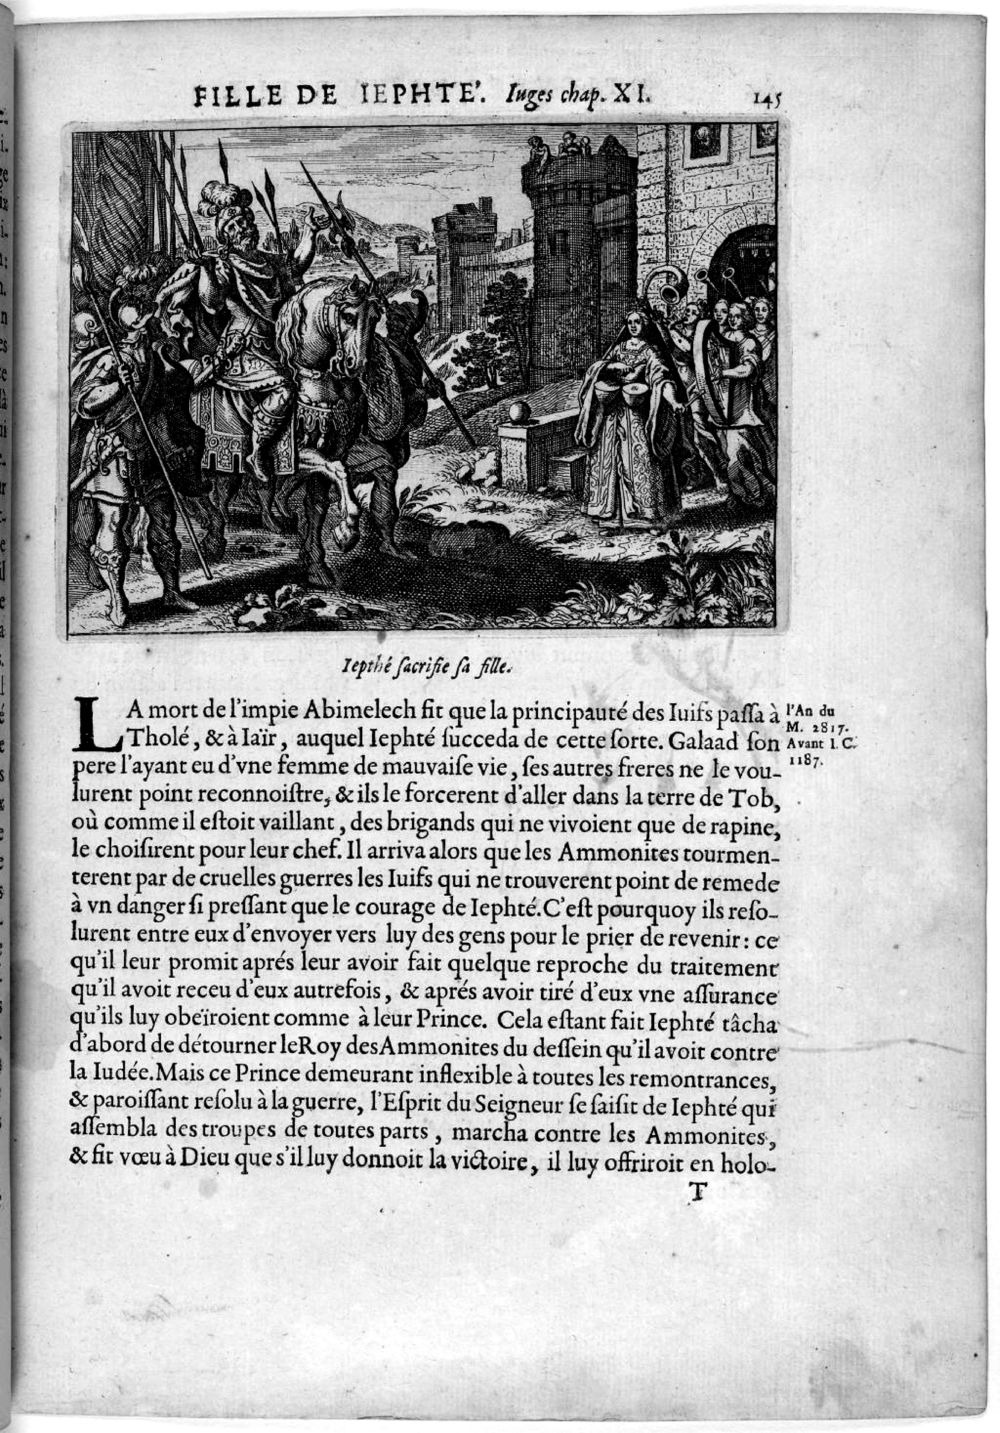 FILLE DE IEPHTE'. Iuges chap. XI. 145
Iepthé ſacrifie ſa fille.
LA mort de l'impie Abimelech fit que la principauté des Iuifs paſſa à
Tholé, & à Iaïr, auquel Iephté ſucceda de cette ſorte. Galaad ſon
pere l'ayant eu d'vne femme de mauvaiſe vie, ſes autres freres ne le vou-
lurent point reconnoiſtre, & ils le forcerent d'aller dans la terre de Tob,
où comme il eſtoit vaillant, des brigands qui ne vivoient que de rapine,
le choiſirent pour leur chef. Il arriva alors que les Ammonites tourmen-
terent par de cruelles guerres les Iuifs qui ne trouverent point de remede
à vn danger ſi preſſant que le courage de Iephté. C'eſt pourquoy ils reſo-
lurent entre eux d'envoyer vers luy des gens pour le prier de revenir: ce
qu'il leur promit aprés leur avoir fait quelque reproche du traitement
qu'il avoit receu d'eux autrefois, & aprés avoir tiré d'eux vne aſſurance
qu'ils luy obeïroient comme à leur Prince. Cela eſtant fait Iephté tâcha
d'abord de détourner le Roy des Ammonites du deſſein qu'il avoit contre
la Iudée. Mais ce Prince demeurant inflexible à toutes les remontrances,
& paroiſſant reſolu à la guerre, l'Eſprit du Seigneur ſe ſaiſit de Iephté qui
aſſembla des troupes de toutes parts, marcha contre les Ammonites,
& fit vœu à Dieu que s'il luy donnoit la victoire, il luy offriroit en holo-
T
l'An du
M. 2817.
Avant I. C.
1187.